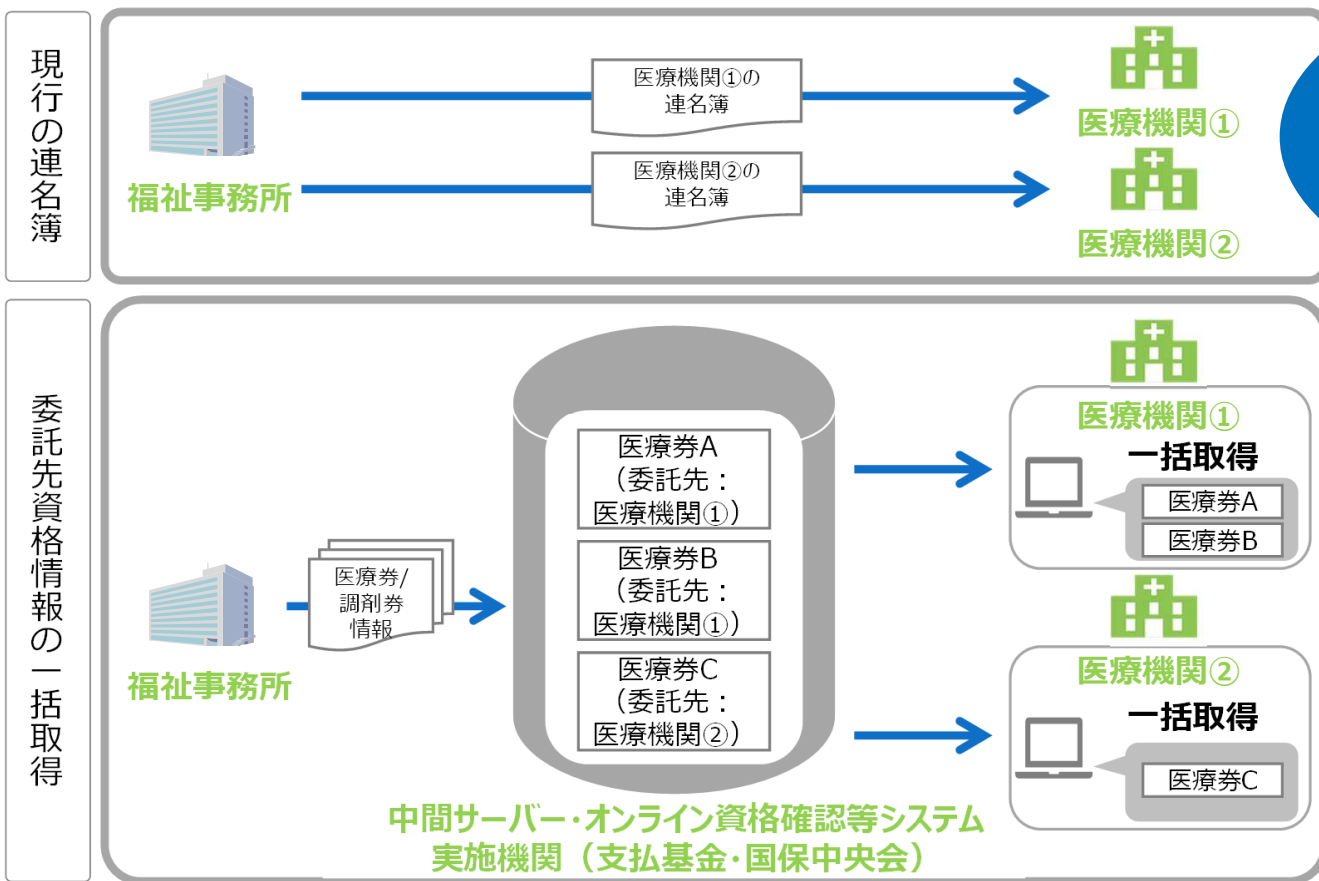 現行の連名簿
福祉事務所
医療機関①の
連名簿
医療機関②の
連名簿
医療機関①
医療機関②
委託先資格情報の一括取得
福祉事務所
医療券/
調剤券
情報
医療券A
（委託先：
医療機関①）
医療券B
（委託先：
医療機関①）
医療券C
（委託先：
医療機関②）
中間サーバー・オンライン資格確認等システム
実施機関（支払基金・国保中央会）
医療機関①
一括取得
医療券A
医療券B
医療機関②
一括取得
医療券C